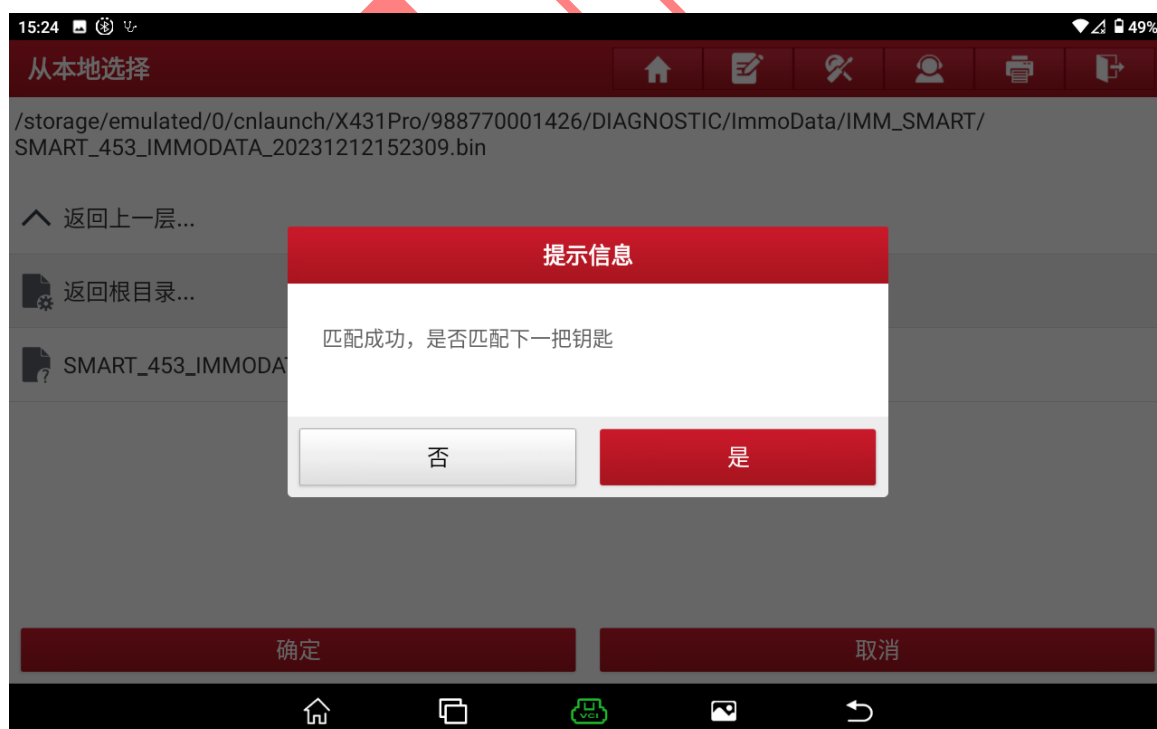 15:24
49%
从本地选择
/storage/emulated/0/cnlaunch/X431Pro/988770001426/DIAGNOSTIC/ImmoData/IMM_SMART/
SMART_453_IMMODATA_20231212152309.bin
返回上一层...
提示信息
返回根目录...
匹配成功，是否匹配下一把钥匙
SMART_453_IMMODA
否
是
确定
取消
VCI